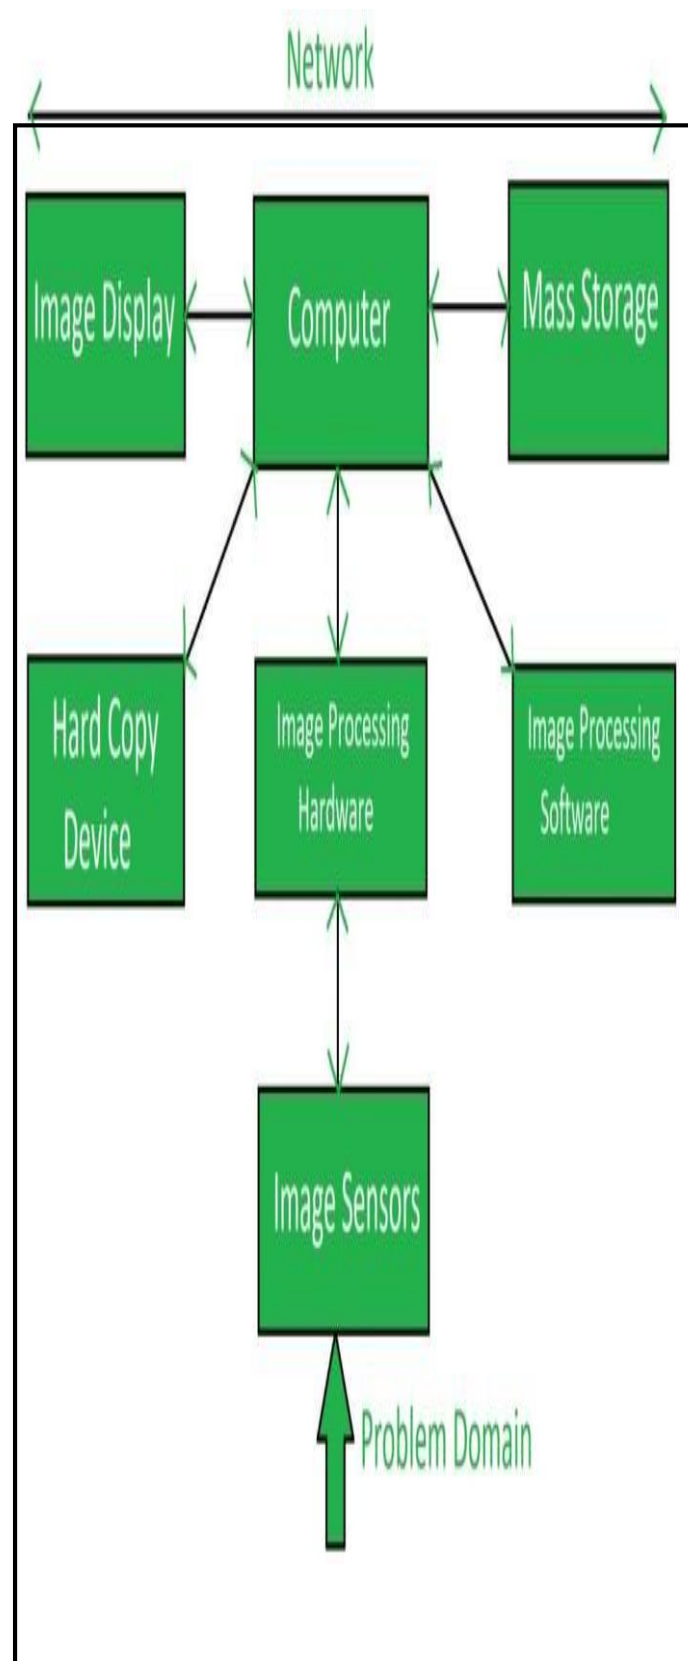 Network
Image Display
Computer
Mass Storage
Hard Copy
Device
Image Processing
Hardware
Image Processing
Software
Image Sensors
Problem Domain